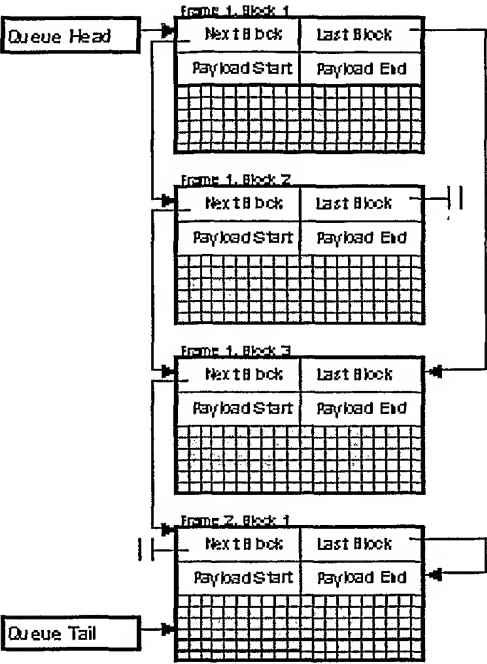 Frame 1, Block 1
Queue Head
Next Block Last Block
Payload Start Payload End
Frame 1, Block 2
Next Block Last Block
Payload Start Payload End
Frame 1, Block 3
Next Block Last Block
Payload Start Payload End
Frame 2, Block 1
Next Block Last Block
Payload Start Payload End
Queue Tail